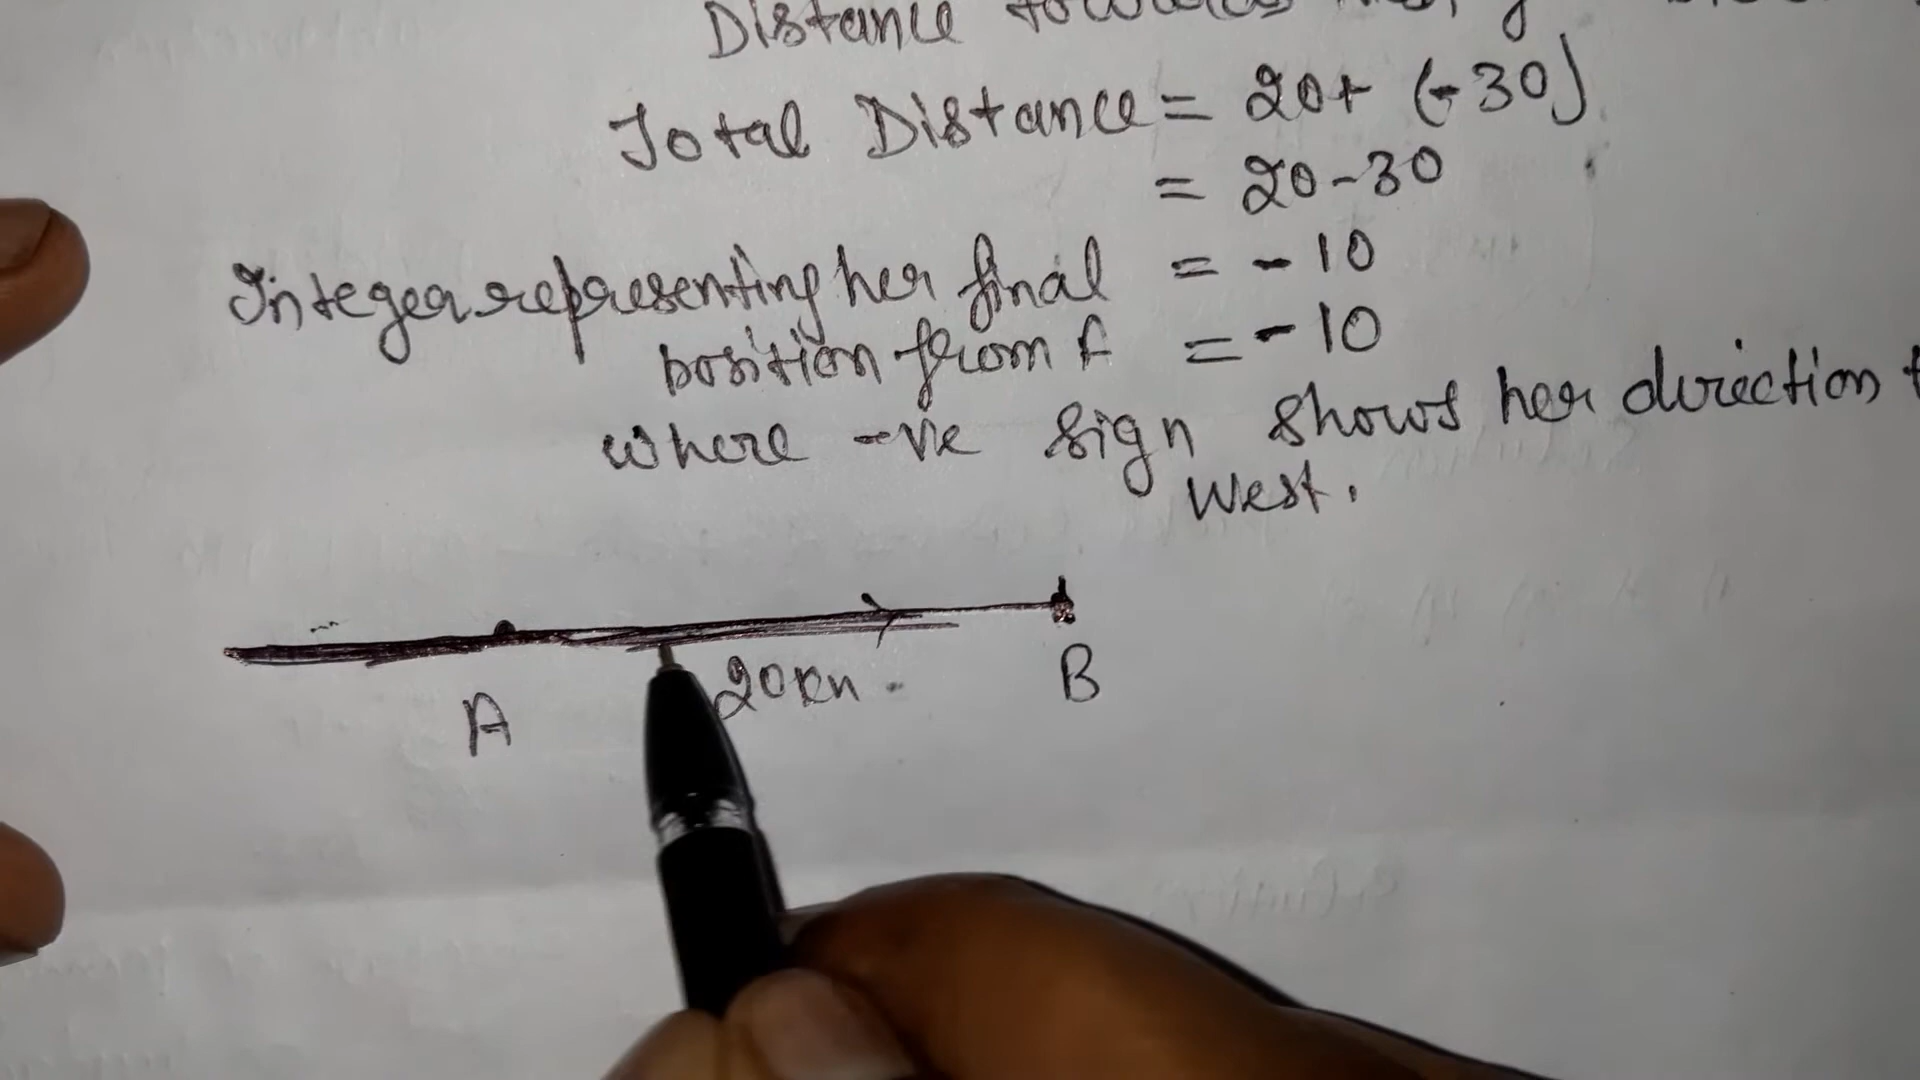 Distance towards
Total Distance = 20+ (-30)
= 20-30
= -10
Integer representing her final
position from A = -10
where -ve sign shows her direction
West.
A 20km B